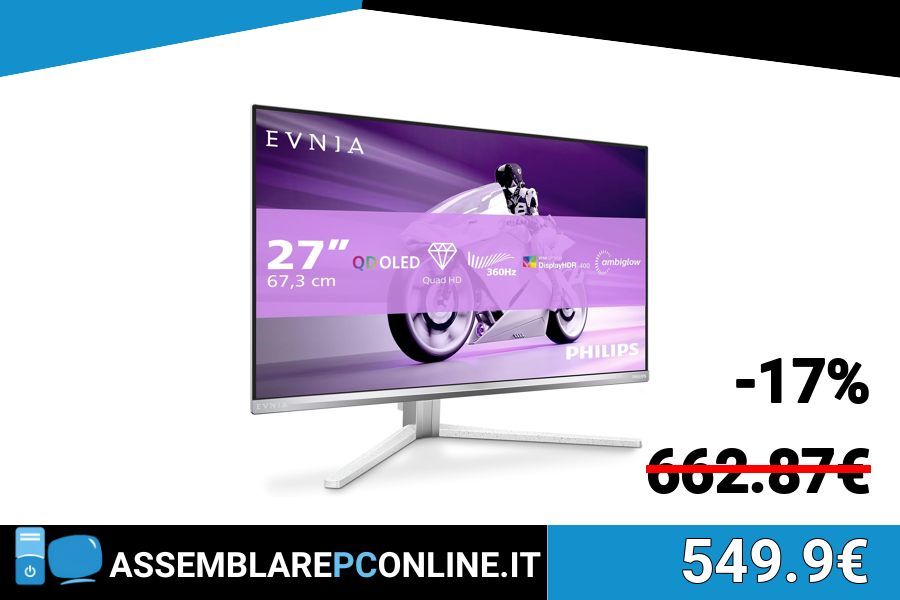 EVNIA
27"
67,3 cm
QD OLED
Quad HD
360Hz
DisplayHDR 400
ambiglow
PHILIPS
EVNIA
-17%
662.87€
ASSEMBLAREPCONLINE.IT
549.9€